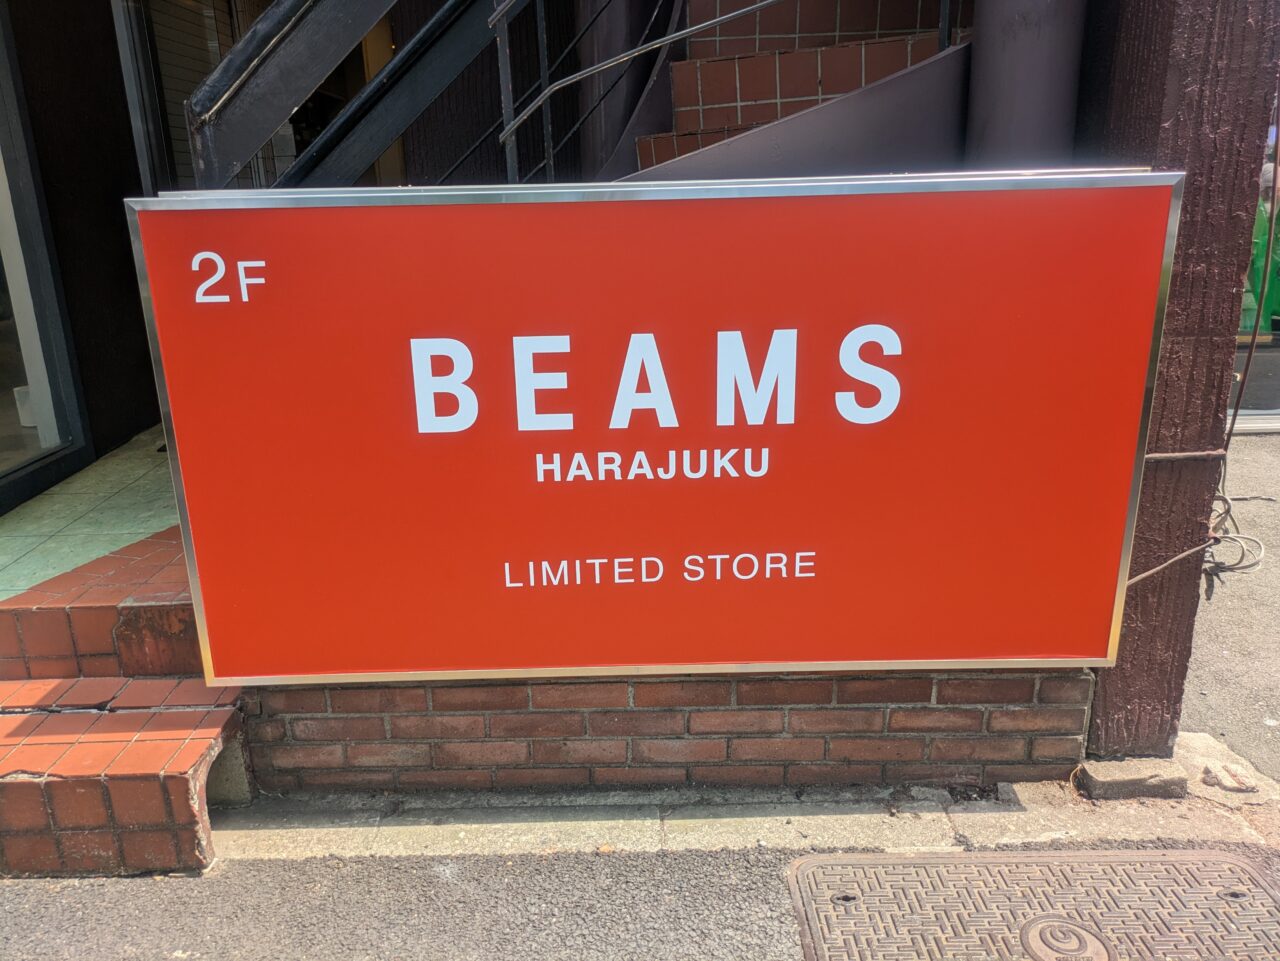 2F
BEAMS
HARAJUKU
LIMITED STORE